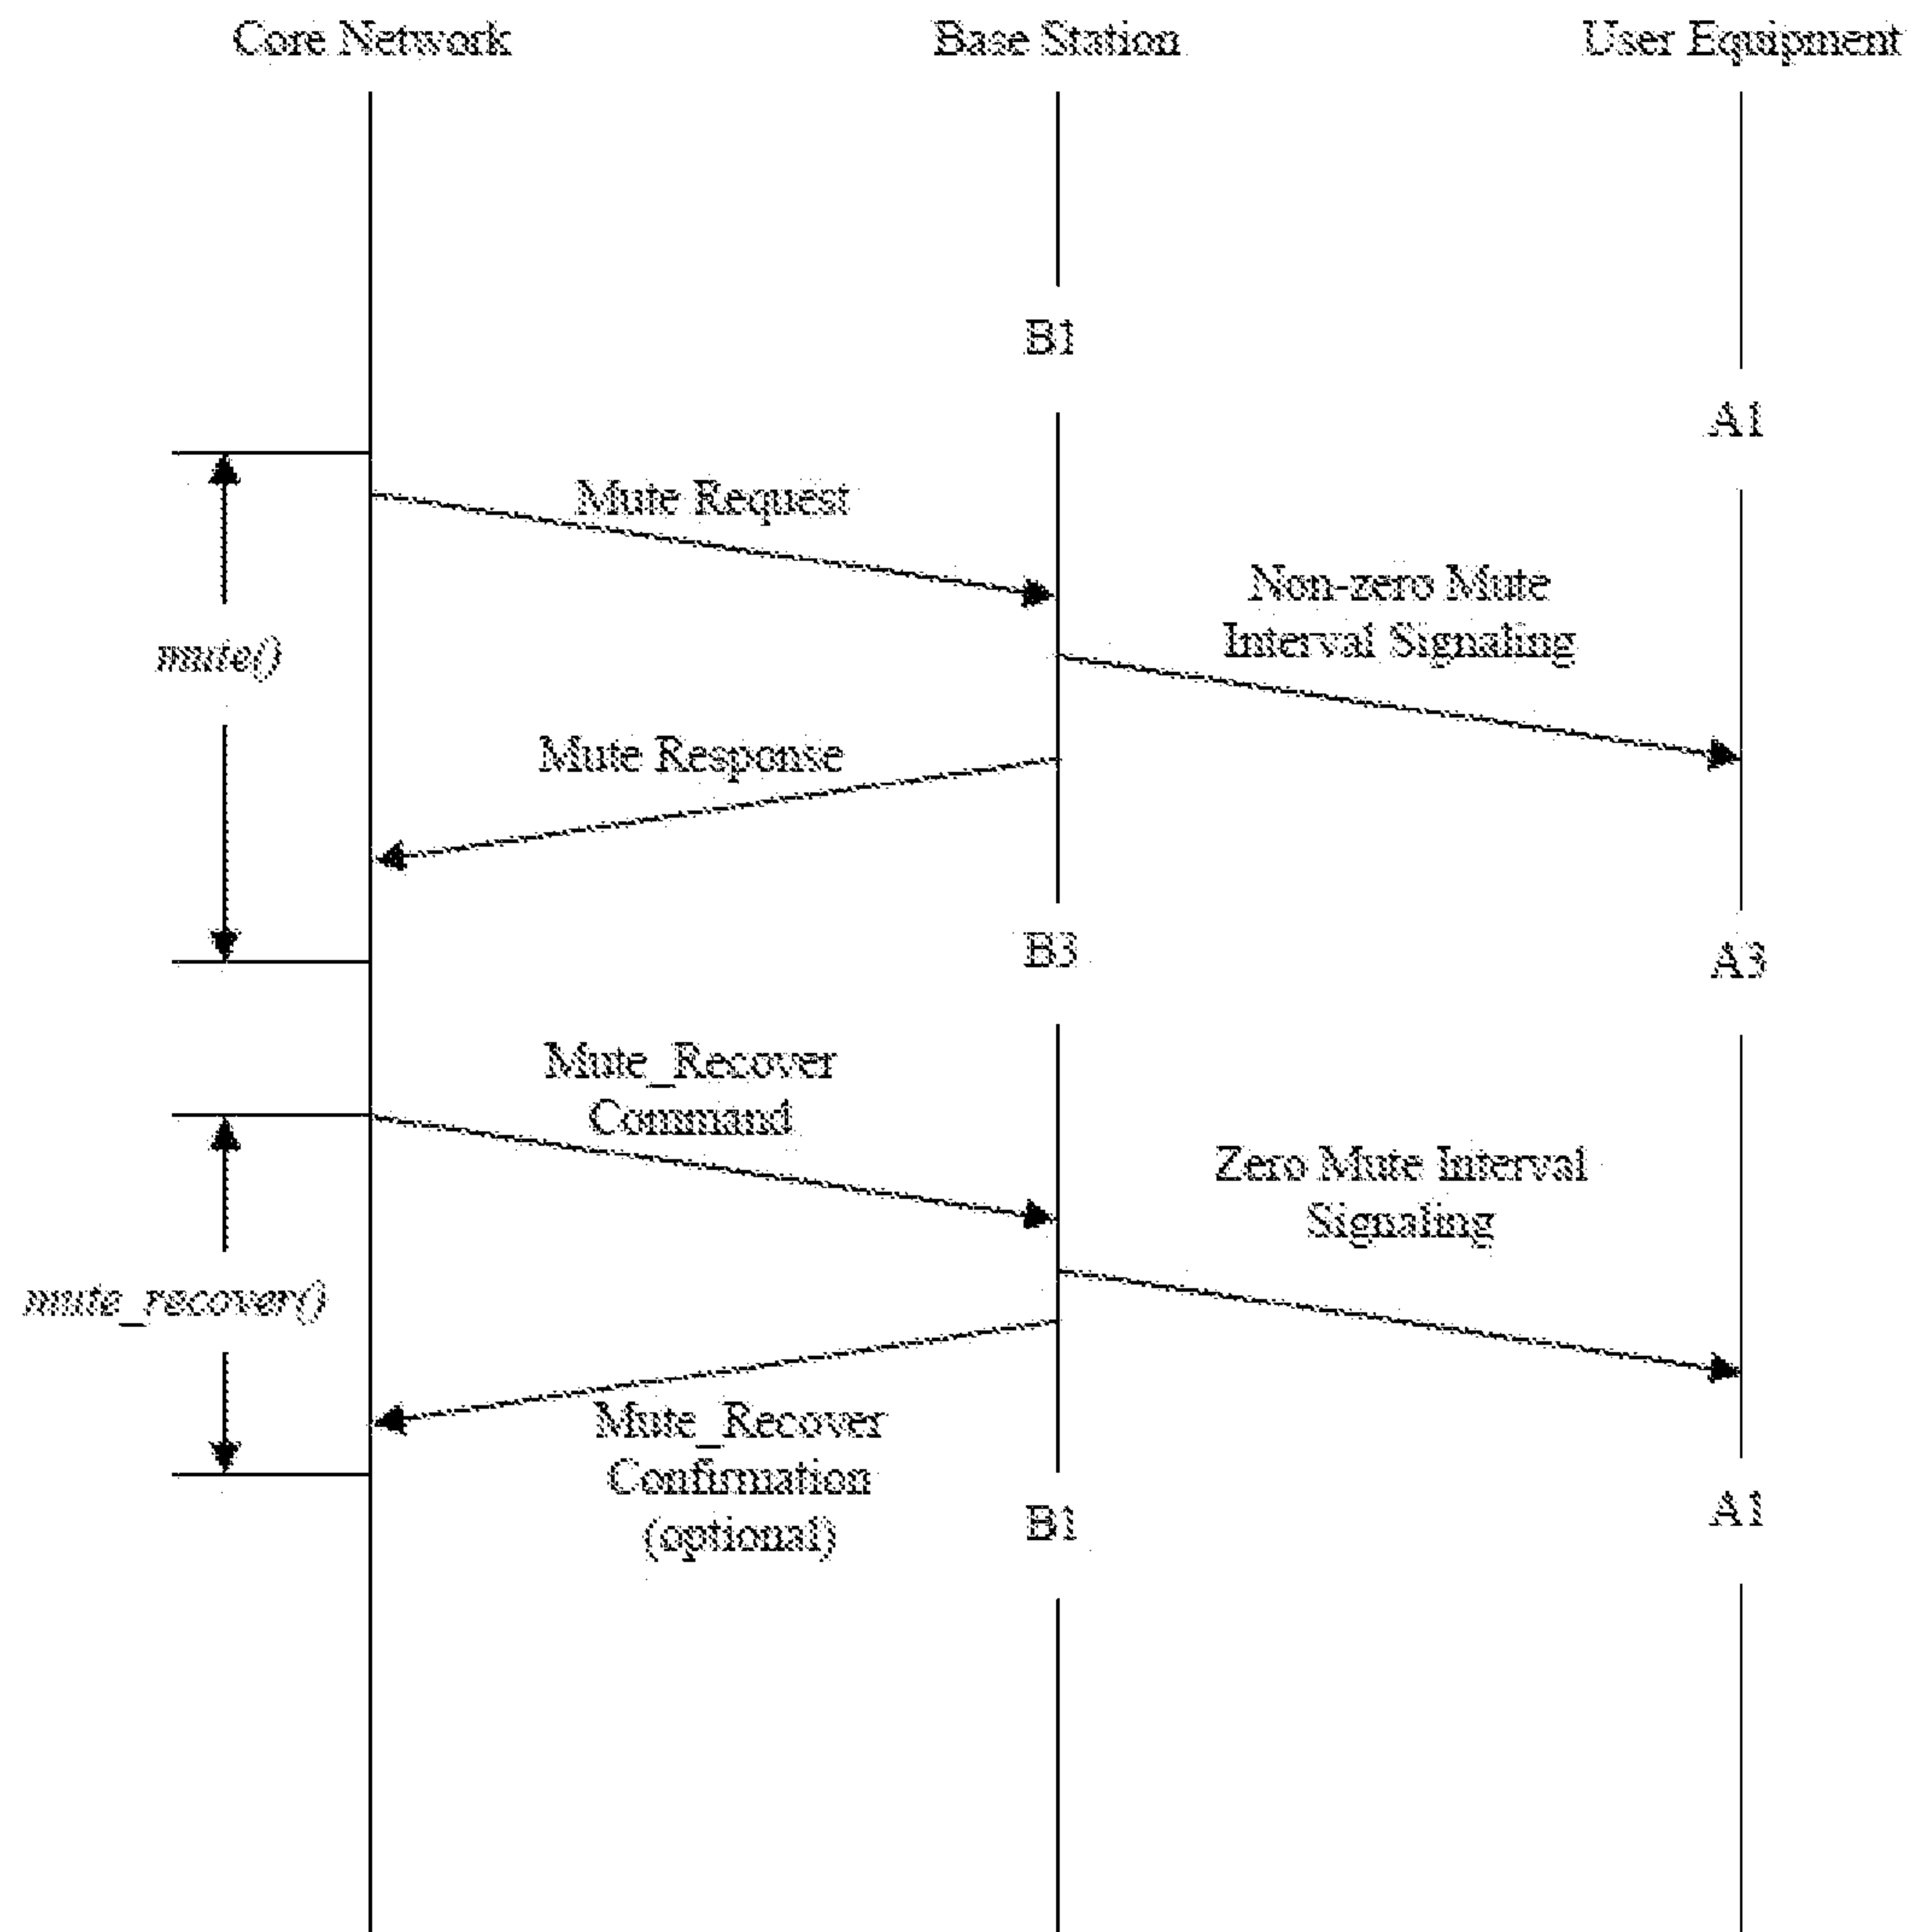 Core Network
Base Station
User Equipment
B1
A1
Mute Request
Non-zero Mute
Interval Signaling
mute()
Mute Response
B3
A3
Mute_Recover
Command
Zero Mute Interval
Signaling
mute_recover()
Mute_Recover
Confirmation
(optional)
B1
A1